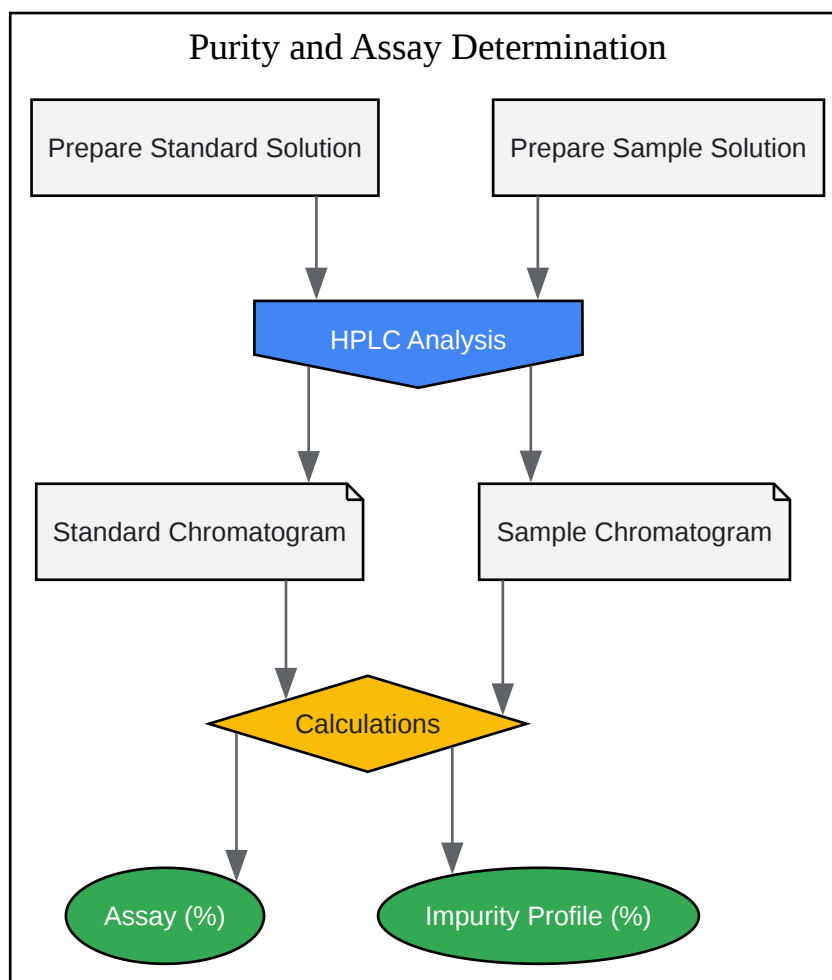 Purity and Assay Determination
Prepare Standard Solution
Prepare Sample Solution
HPLC Analysis
Standard Chromatogram
Sample Chromatogram
Calculations
Assay (%)
Impurity Profile (%)